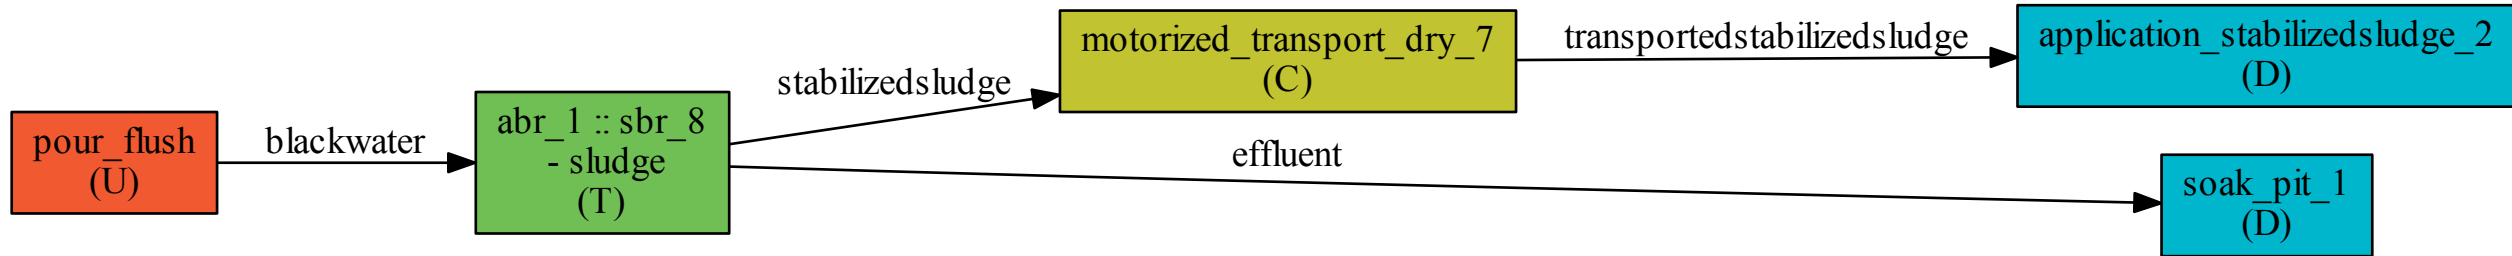 pour_flush
(U)
blackwater
abr_1 :: sbr_8
- sludge
(T)
stabilizedsludge
effluent
motorized_transport_dry_7
(C)
transportedstabilizedsludge
application_stabilizedsludge_2
(D)
soak_pit_1
(D)